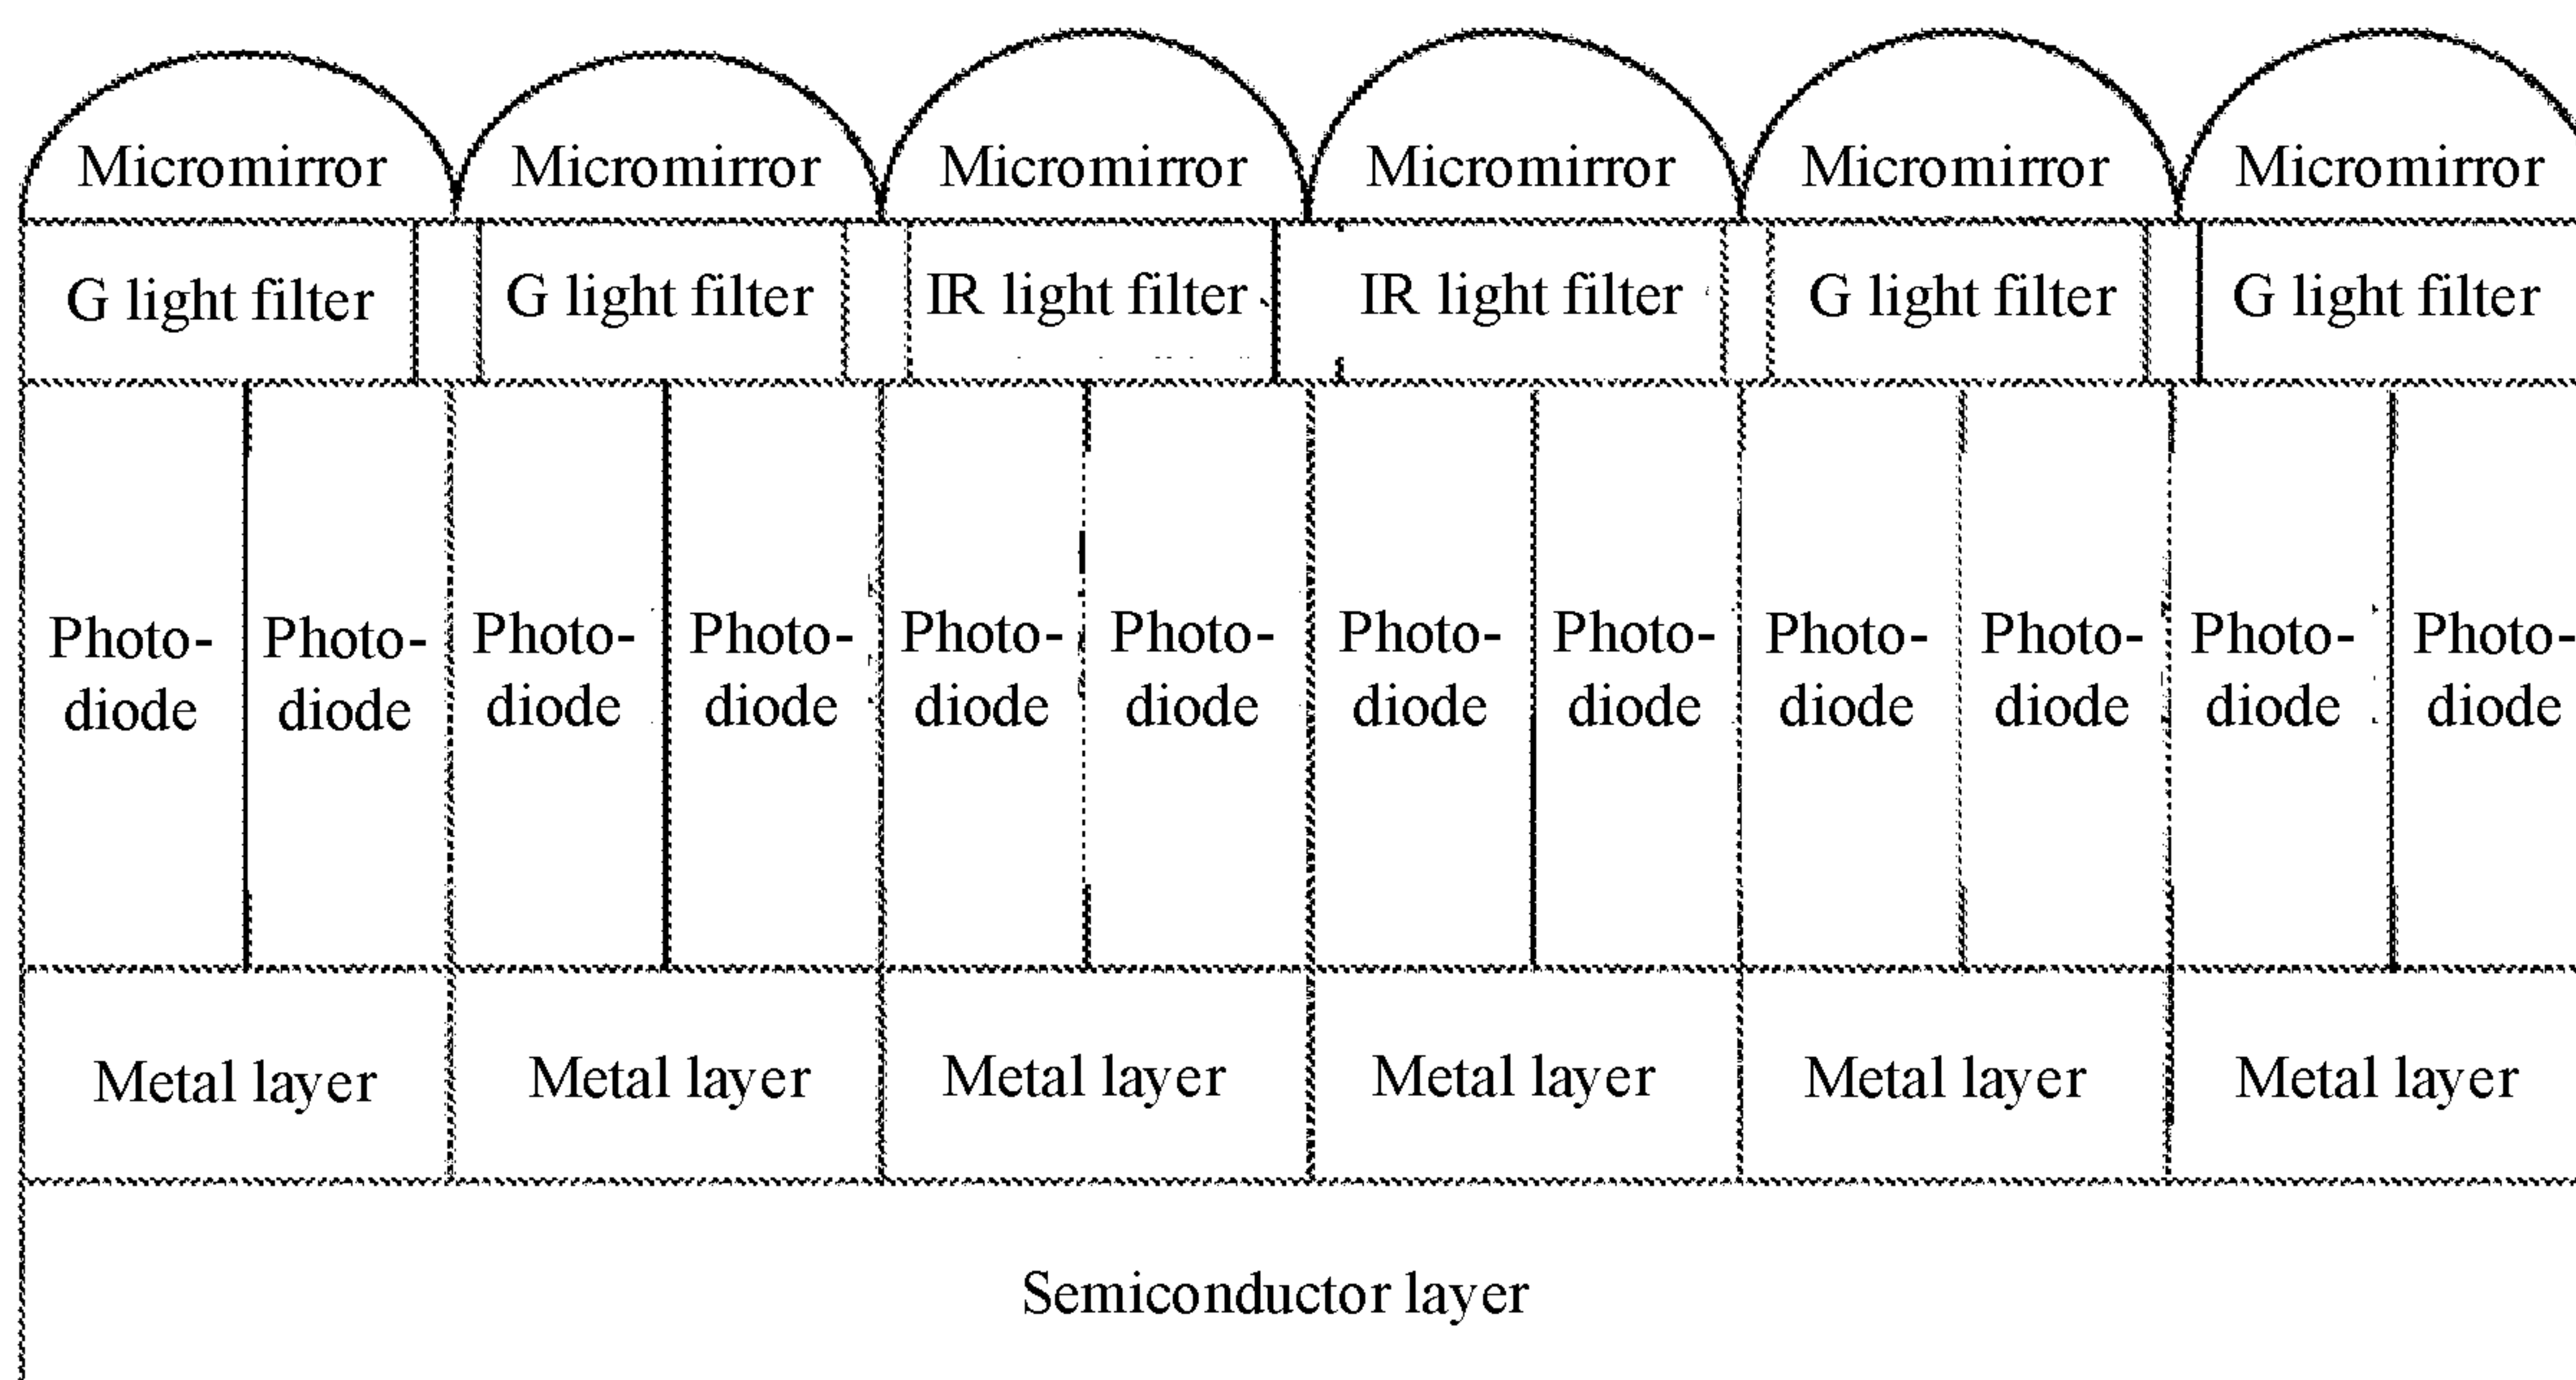 Micromirror Micromirror Micromirror Micromirror Micromirror Micromirror
G light filter G light filter IR light filter IR light filter G light filter G light filter
Photo- Photo- Photo- Photo- Photo- Photo- Photo- Photo- Photo- Photo- Photo- Photo-
diode diode diode diode diode diode diode diode diode diode diode diode
Metal layer Metal layer Metal layer Metal layer Metal layer Metal layer
Semiconductor layer